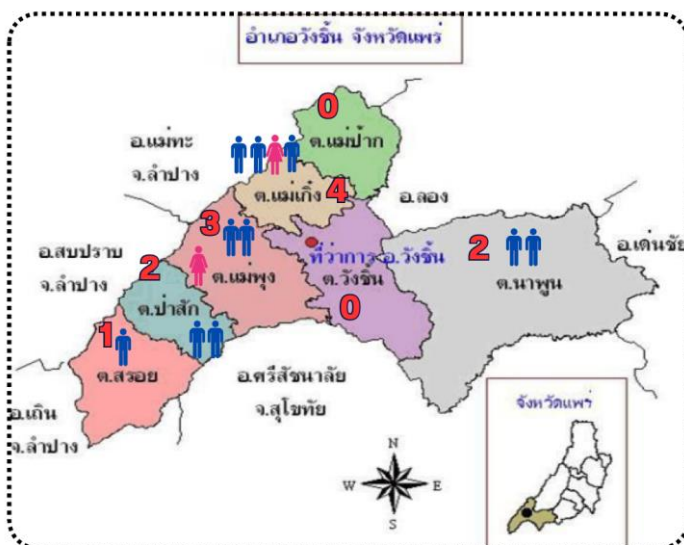 อำเภอวังชิ้น จังหวัดแพร่
0
ต.แม่ป้าก
อ.แม่ทะ
จ.ลำปาง
ต.แม่เกิ๋ง 4
อ.ลอง
3
2
อ.เด่นชัย
อ.สบปราบ
จ.ลำปาง
2
ที่ว่าการ อ.วังชิ้น
ต.แม่พุง
ต.วังชิ้น
ต.นาพูน
ต.ป่าสัก
0
1
ต.สรอย
อ.ศรีสัชนาลัย
จ.สุโขทัย
อ.เถิน
จ.ลำปาง
จังหวัดแพร่
N
W E
S